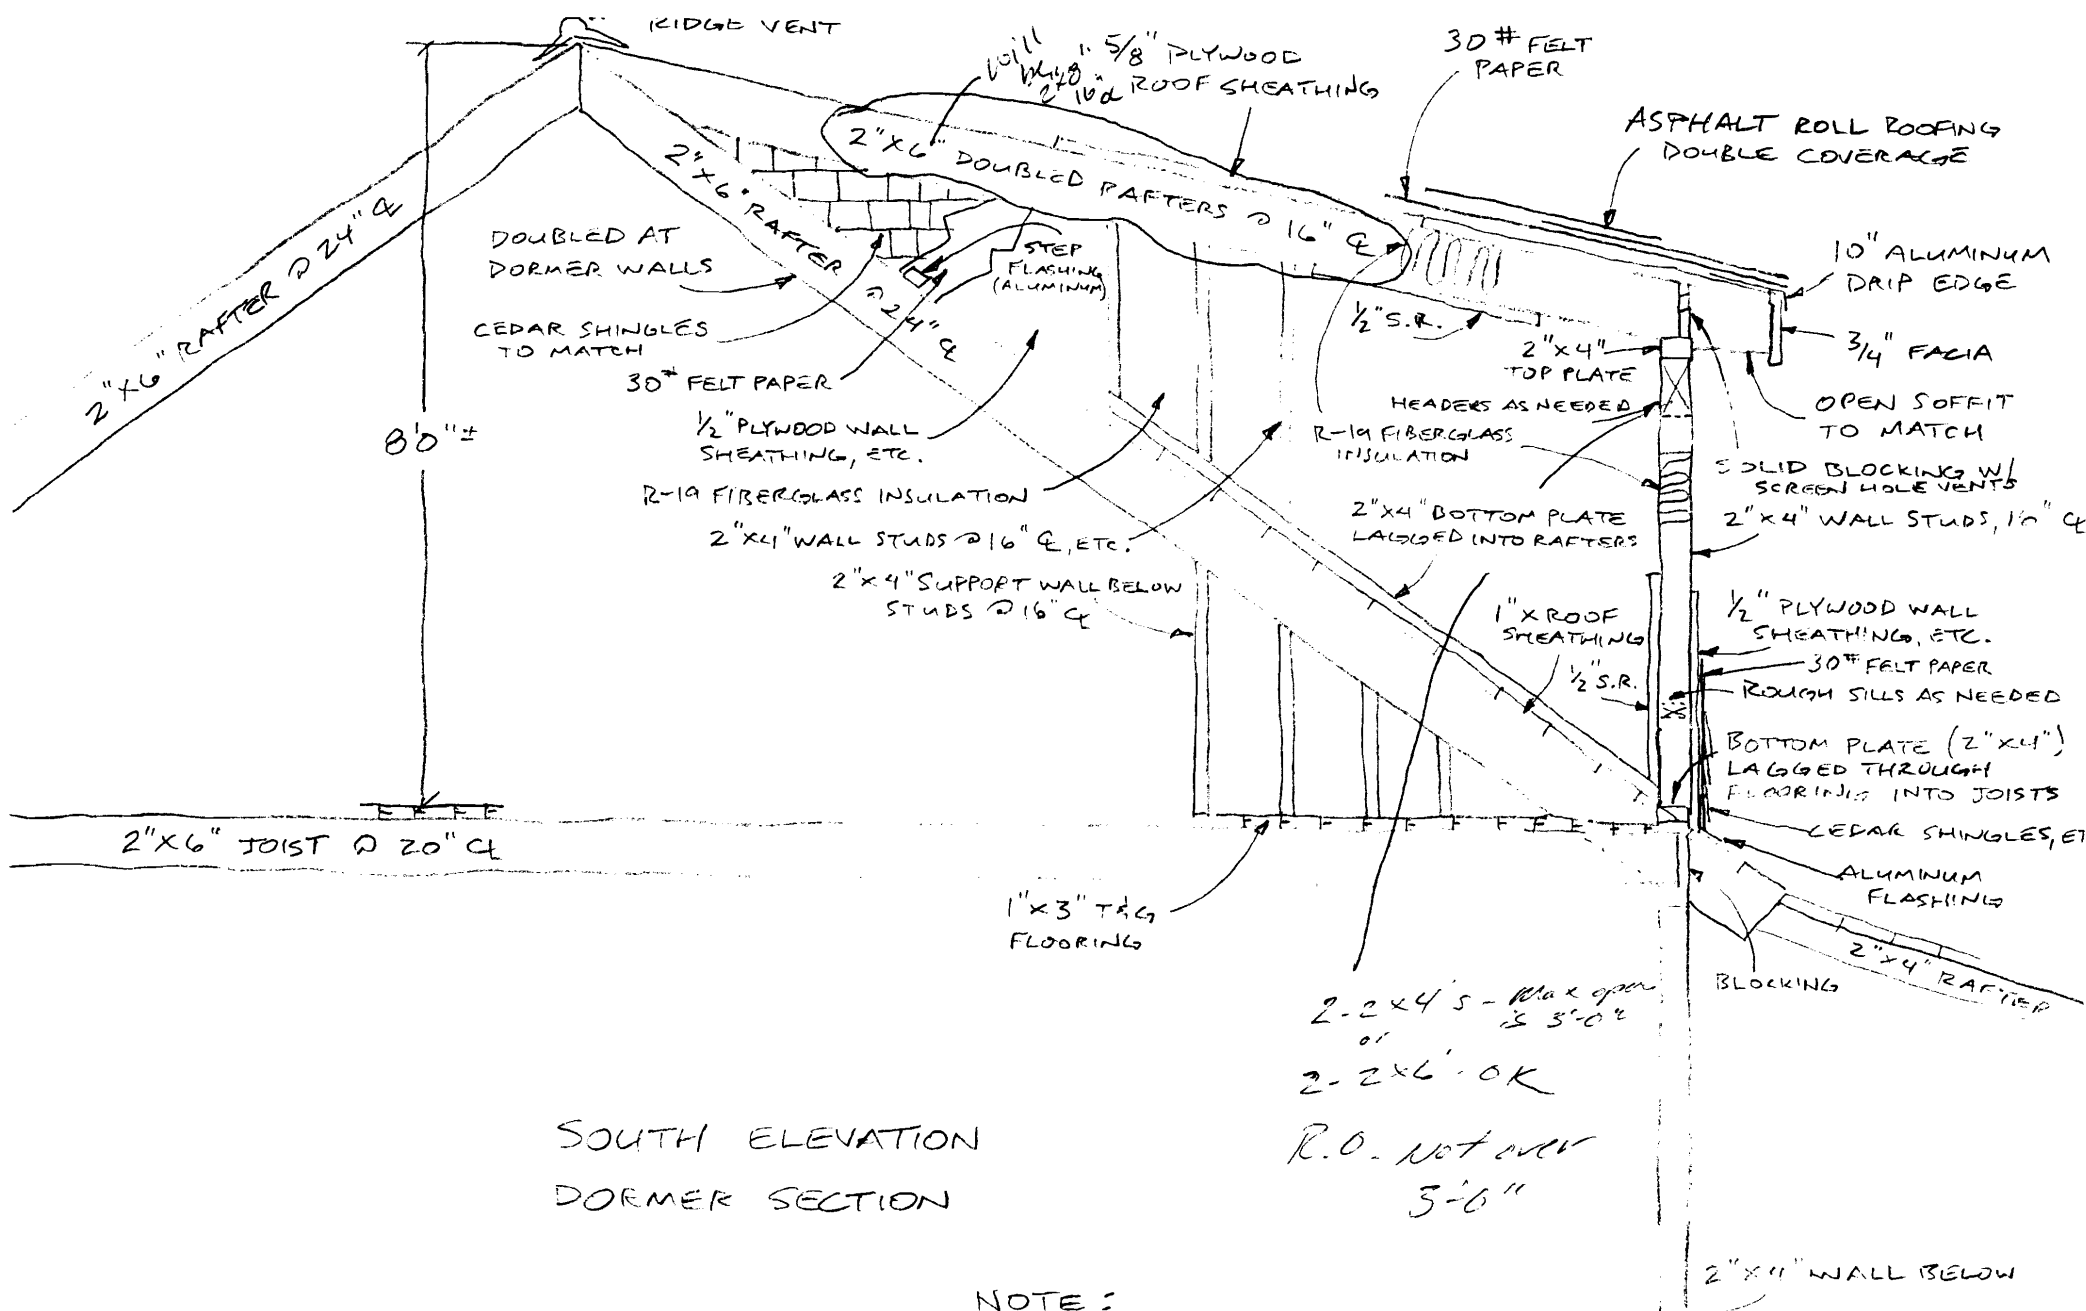 RIDGE VENT
will
5/8" PLYWOOD
ROOF SHEATHING
30# FELT
PAPER
ASPHALT ROLL ROOFING
DOUBLE COVERAGE
2"X6" DOUBLED RAFTERS @ 16" ℄
2"X6" RAFTER @ 24" ℄
2"X6" RAFTER @ 24" ℄
DOUBLED AT
DORMER WALLS
STEP
FLASHING
(ALUMINUM)
10" ALUMINUM
DRIP EDGE
CEDAR SHINGLES
TO MATCH
1/2" S.R.
2"X4"
TOP PLATE
3/4" FACIA
30# FELT PAPER
8'0"±
1/2" PLYWOOD WALL
SHEATHING, ETC.
HEADERS AS NEEDED
OPEN SOFFIT
TO MATCH
R-19 FIBERGLASS
INSULATION
SOLID BLOCKING W/
SCREEN HOLE VENTS
R-19 FIBERGLASS INSULATION
2"X4" WALL STUDS @ 16" ℄, ETC.
2"X4" BOTTOM PLATE
LAGGED INTO RAFTERS
2"X4" WALL STUDS, 16" ℄
2"X4" SUPPORT WALL BELOW
STUDS @ 16" ℄
1"X ROOF
SHEATHING
1/2" S.R.
1/2" PLYWOOD WALL
SHEATHING, ETC.
30# FELT PAPER
ROUGH SILLS AS NEEDED
BOTTOM PLATE (2"X4")
LAGGED THROUGH
FLOORING INTO JOISTS
CEDAR SHINGLES, ET
ALUMINUM
FLASHING
2"X6" JOIST @ 20" ℄
1"X3" T&G
FLOORING
BLOCKING
2"X4" RAFTER
2-2x4's - Max open
is 3'-0"
or
2-2x6' - OK
R.O. Not over
3'-0"
SOUTH ELEVATION
DORMER SECTION
2"X4" WALL BELOW
NOTE: